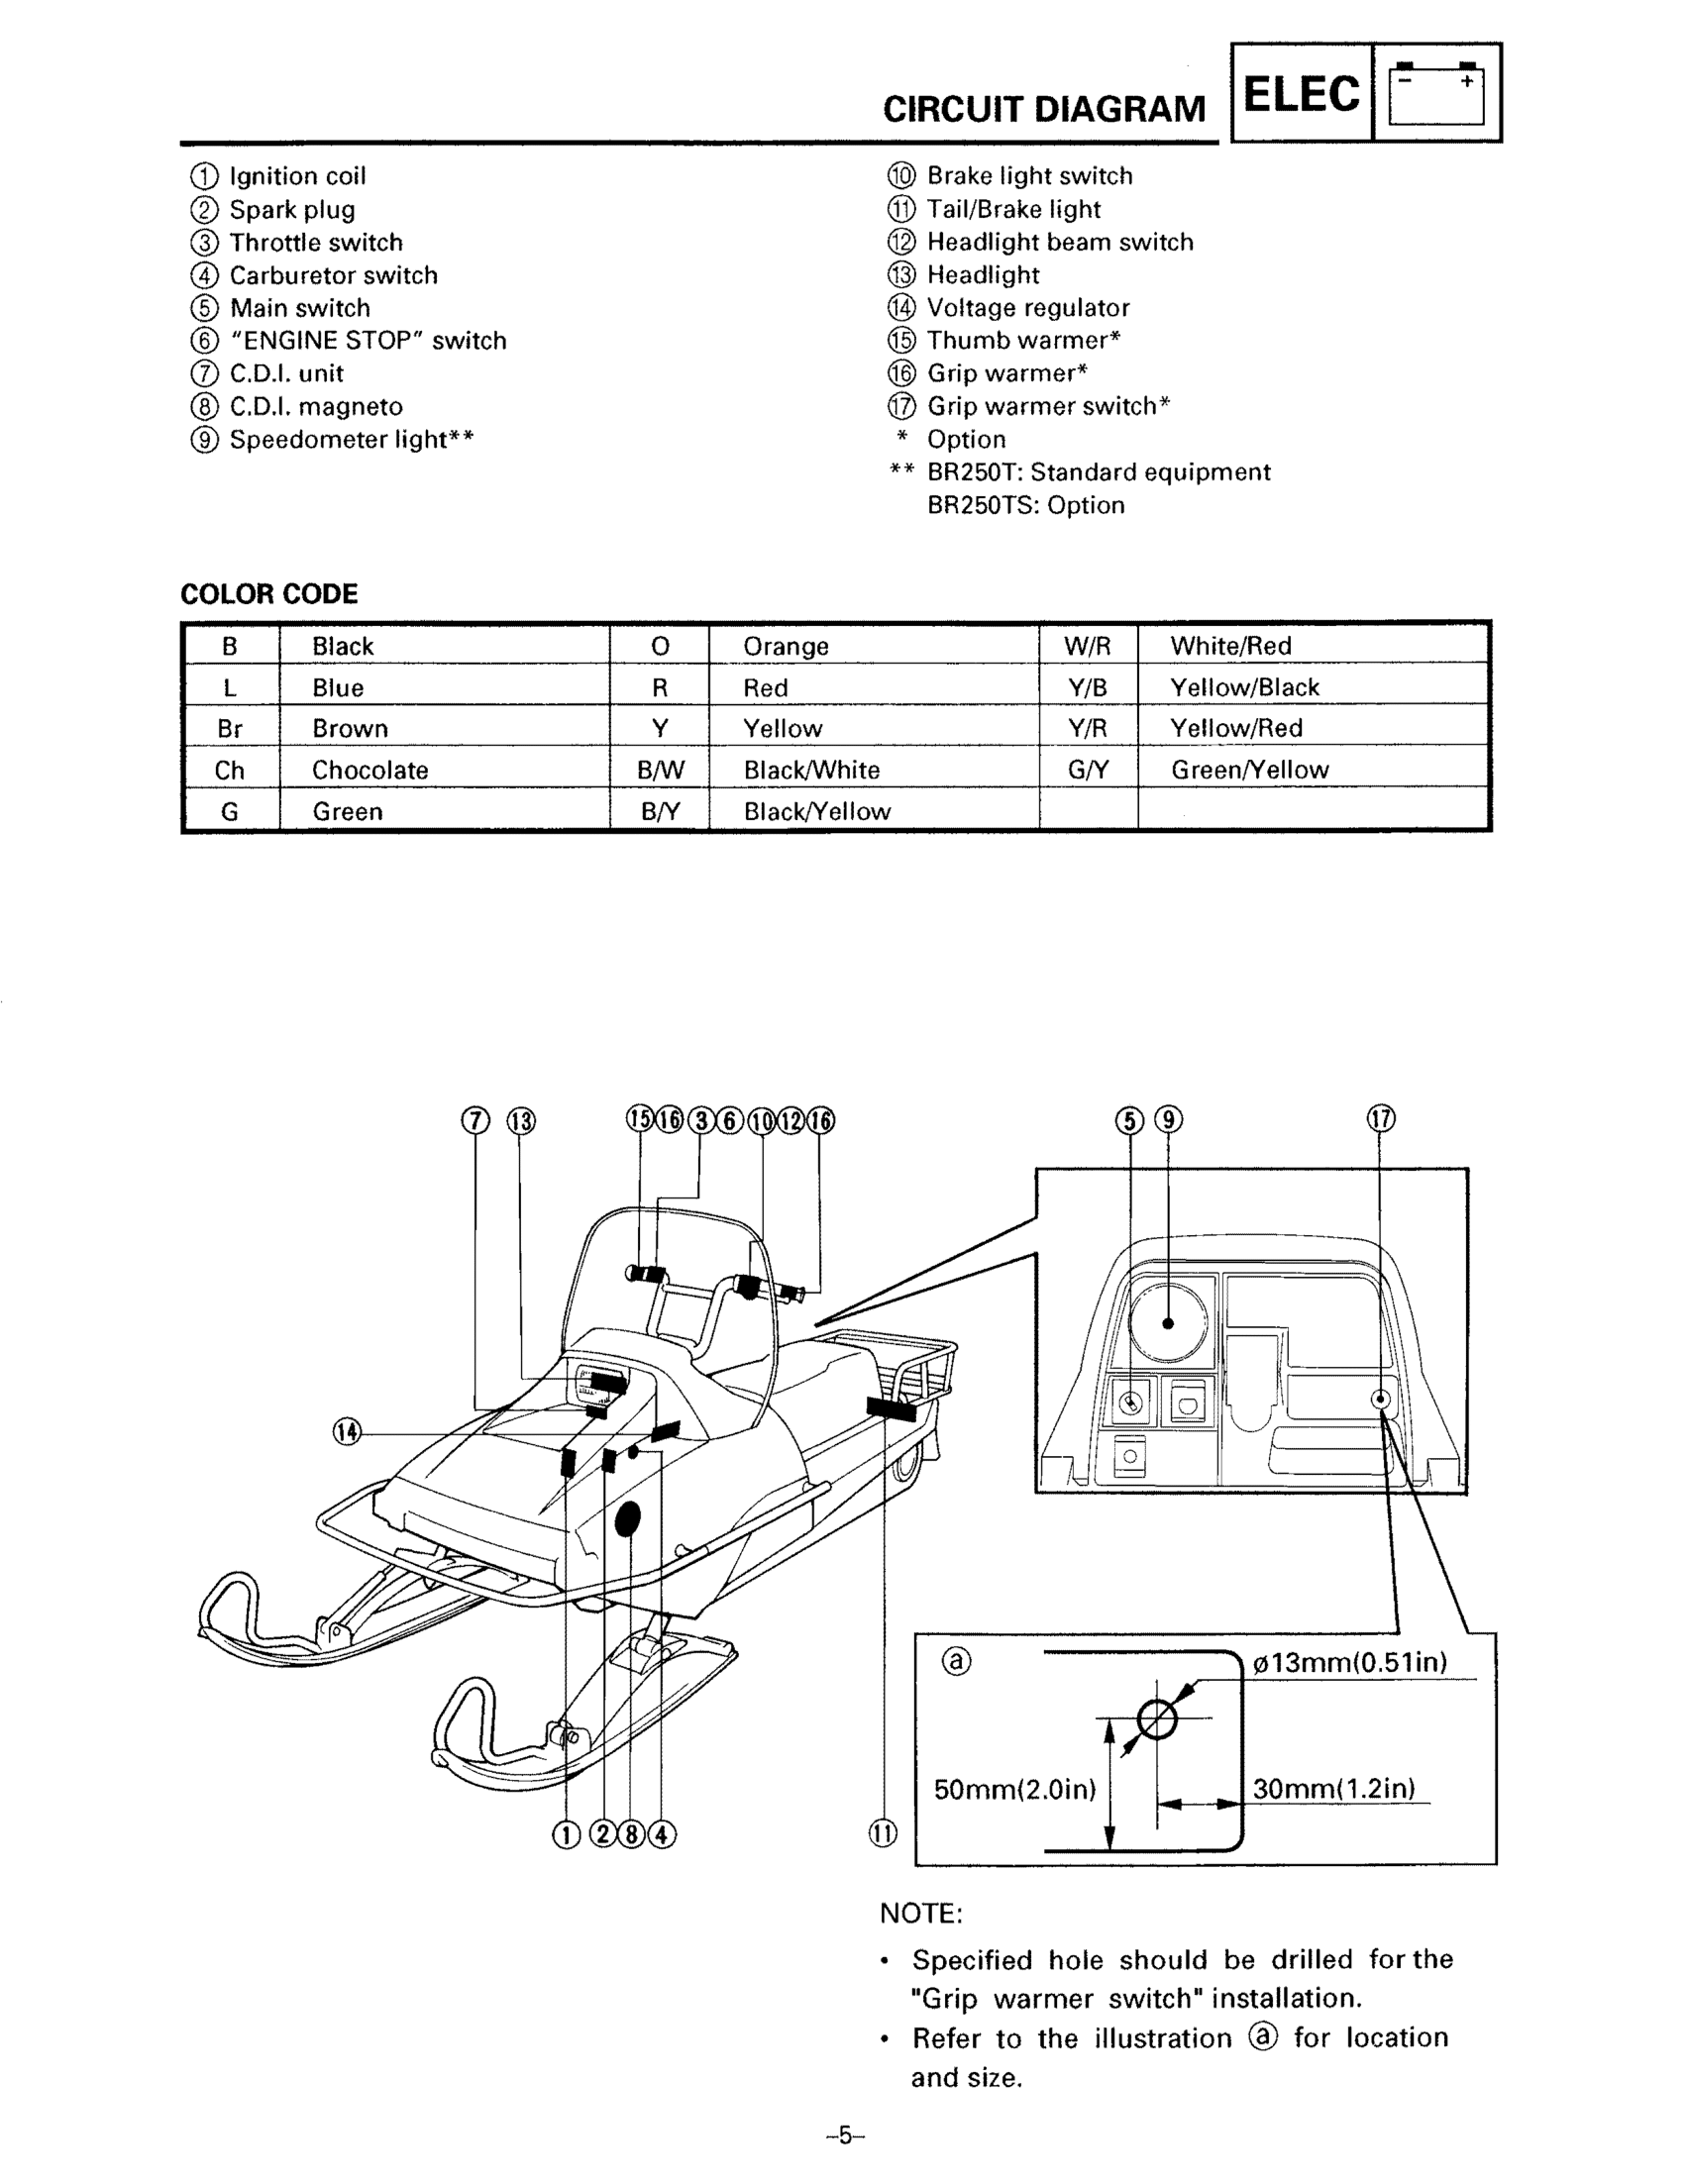 CIRCUIT DIAGRAM ELEC - +
① Ignition coil
② Spark plug
③ Throttle switch
④ Carburetor switch
⑤ Main switch
⑥ "ENGINE STOP" switch
⑦ C.D.I. unit
⑧ C.D.I. magneto
⑨ Speedometer light**
⑩ Brake light switch
⑪ Tail/Brake light
⑫ Headlight beam switch
⑬ Headlight
⑭ Voltage regulator
⑮ Thumb warmer*
⑯ Grip warmer*
⑰ Grip warmer switch*
* Option
** BR250T: Standard equipment
BR250TS: Option
COLOR CODE
B Black O Orange W/R White/Red
L Blue R Red Y/B Yellow/Black
Br Brown Y Yellow Y/R Yellow/Red
Ch Chocolate B/W Black/White G/Y Green/Yellow
G Green B/Y Black/Yellow
⑦ ⑬ ⑮⑯③⑥⑩⑫⑯ ⑤⑨ ⑰
⑭
ⓐ ø13mm(0.51in)
50mm(2.0in) 30mm(1.2in)
① ②⑧④ ⑪
NOTE:
• Specified hole should be drilled for the
"Grip warmer switch" installation.
• Refer to the illustration ⓐ for location
and size.
–5–